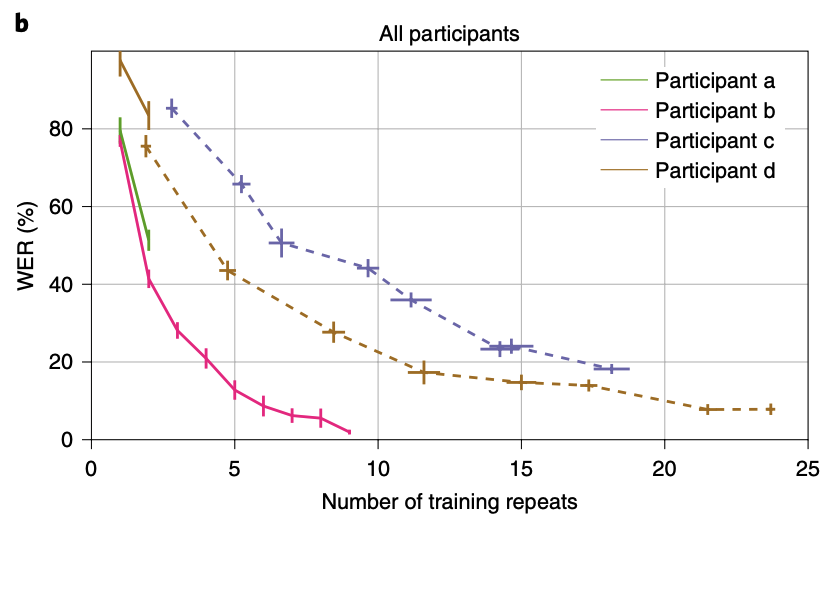 b
All participants
Participant a
Participant b
Participant c
Participant d
WER (%)
80
60
40
20
0
0 5 10 15 20 25
Number of training repeats